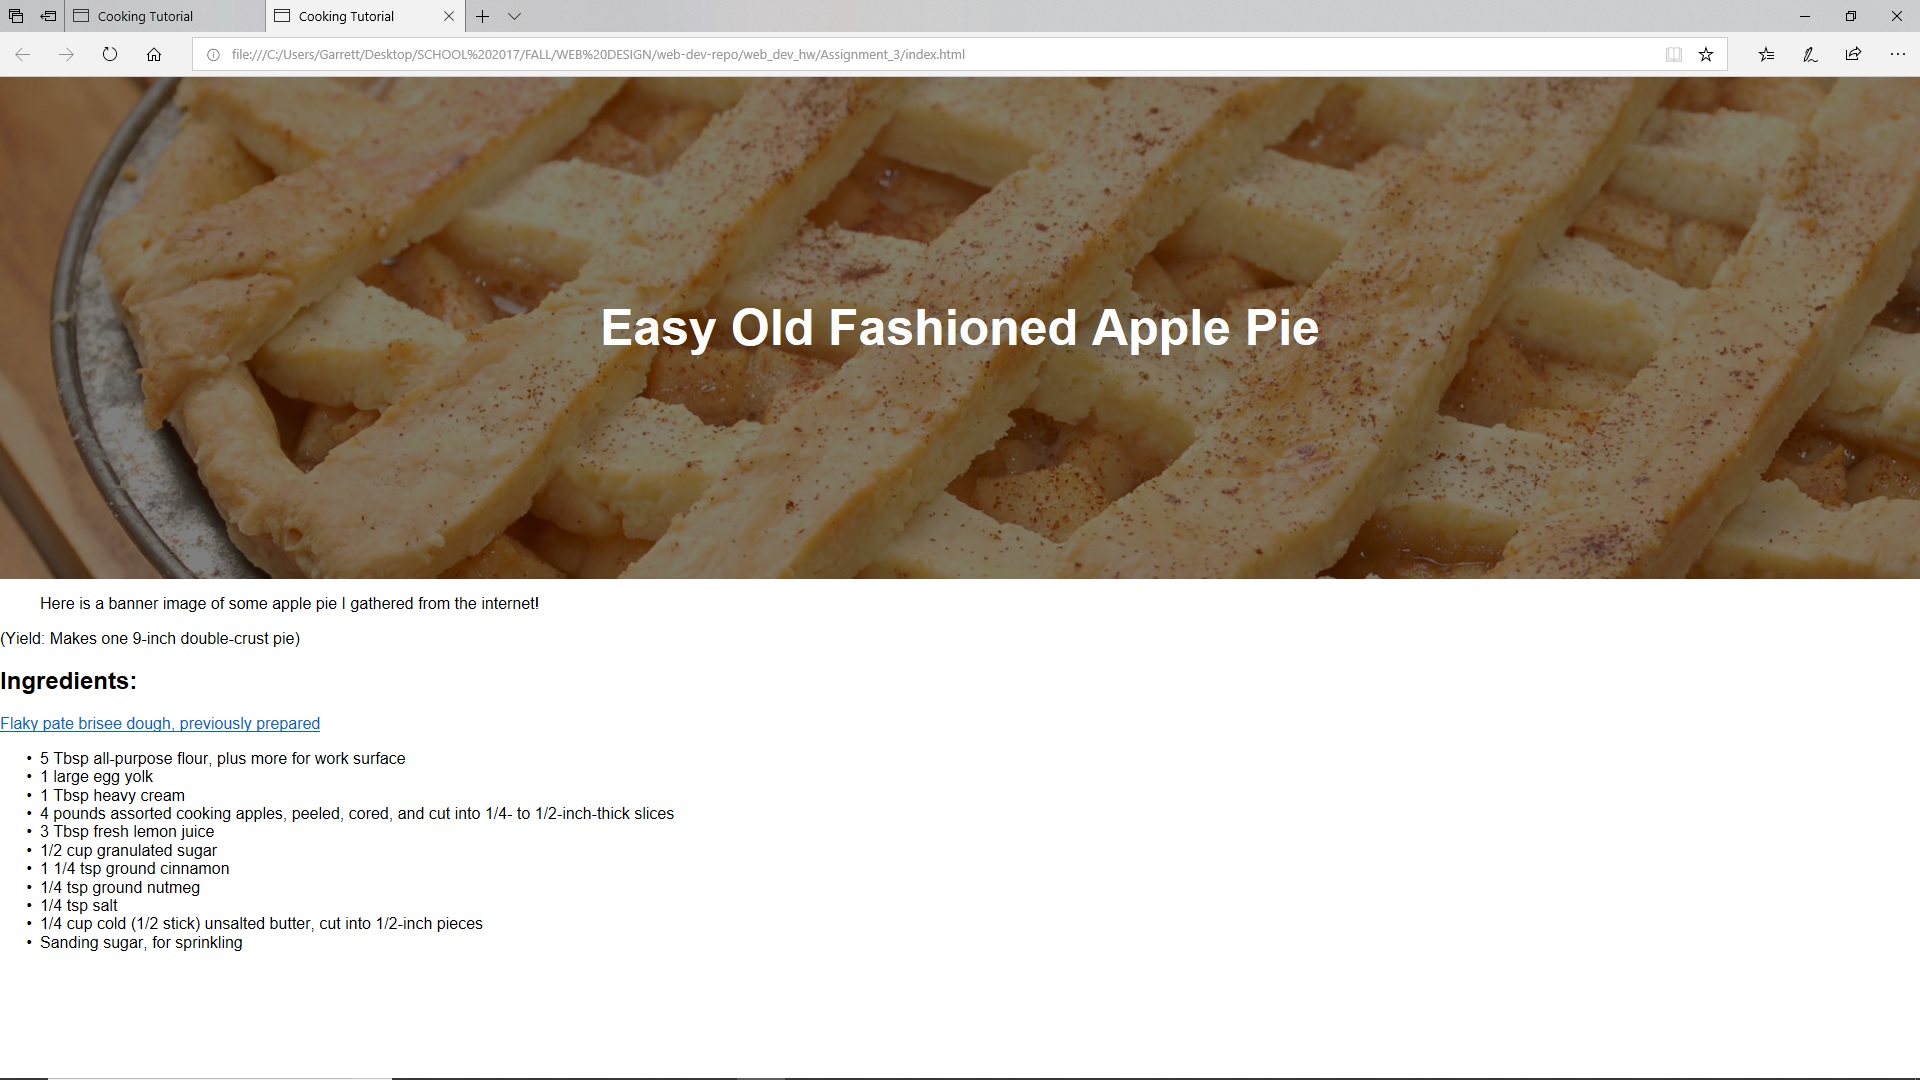 Cooking Tutorial
Cooking Tutorial
file:///C:/Users/Garrett/Desktop/SCHOOL%202017/FALL/WEB%20DESIGN/web-dev-repo/web_dev_hw/Assignment_3/index.html
Easy Old Fashioned Apple Pie
Here is a banner image of some apple pie I gathered from the internet!
(Yield: Makes one 9-inch double-crust pie)
Ingredients:
Flaky pate brisee dough, previously prepared
• 5 Tbsp all-purpose flour, plus more for work surface
• 1 large egg yolk
• 1 Tbsp heavy cream
• 4 pounds assorted cooking apples, peeled, cored, and cut into 1/4- to 1/2-inch-thick slices
• 3 Tbsp fresh lemon juice
• 1/2 cup granulated sugar
• 1 1/4 tsp ground cinnamon
• 1/4 tsp ground nutmeg
• 1/4 tsp salt
• 1/4 cup cold (1/2 stick) unsalted butter, cut into 1/2-inch pieces
• Sanding sugar, for sprinkling